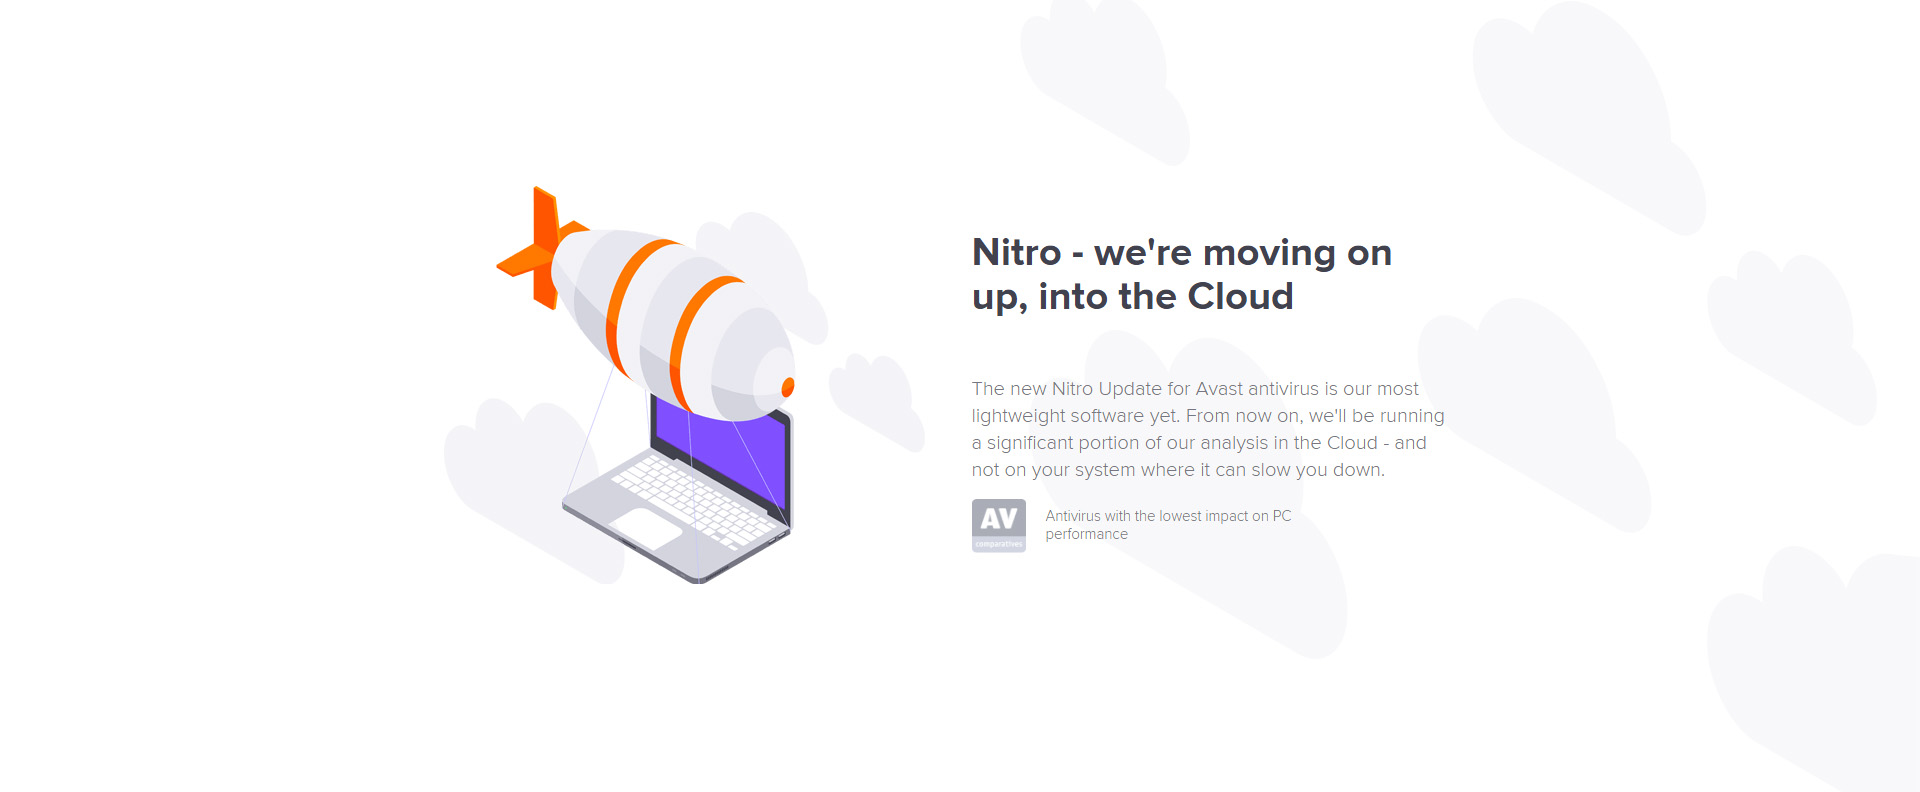 Nitro - we're moving on
up, into the Cloud
The new Nitro Update for Avast antivirus is our most
lightweight software yet. From now on, we'll be running
a significant portion of our analysis in the Cloud - and
not on your system where it can slow you down.
AV
comparatives
Antivirus with the lowest impact on PC
performance